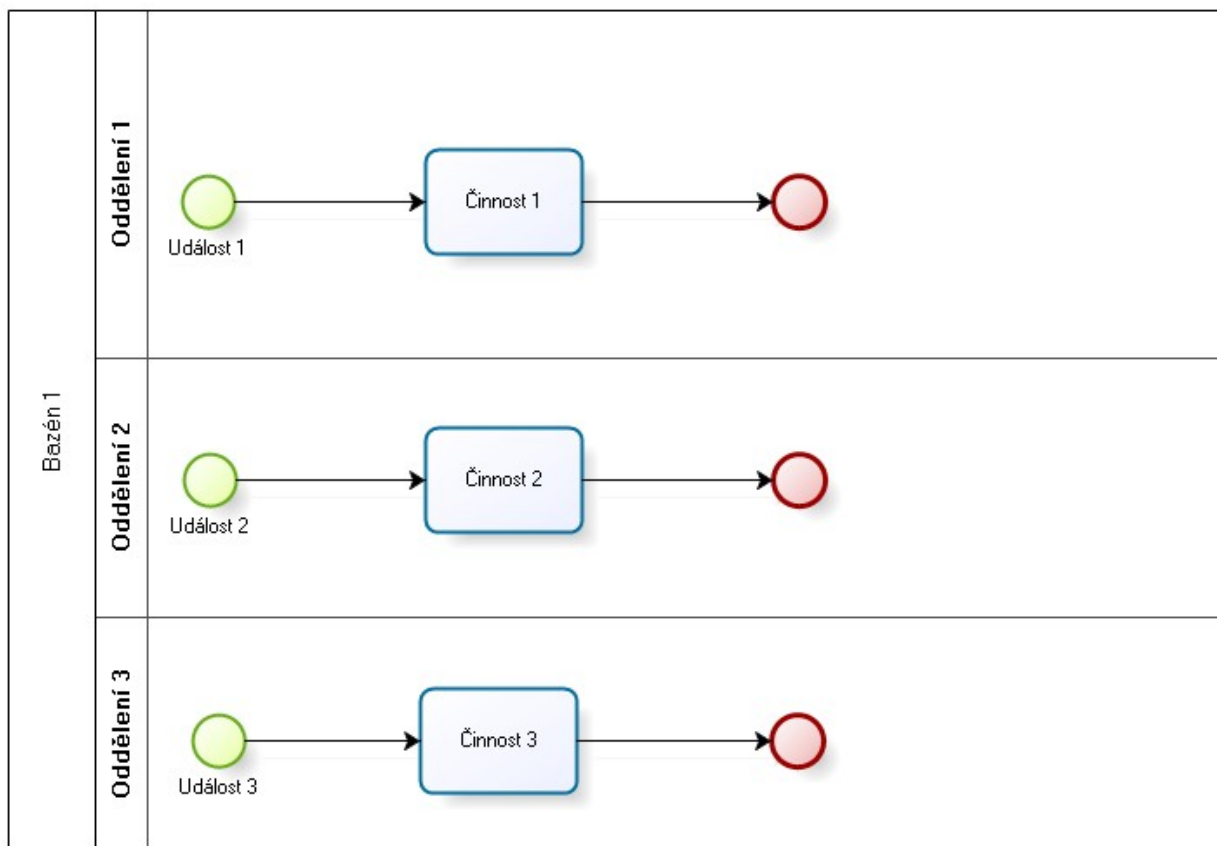 Bazén 1
Oddělení 1
Událost 1
Činnost 1
Oddělení 2
Událost 2
Činnost 2
Oddělení 3
Událost 3
Činnost 3